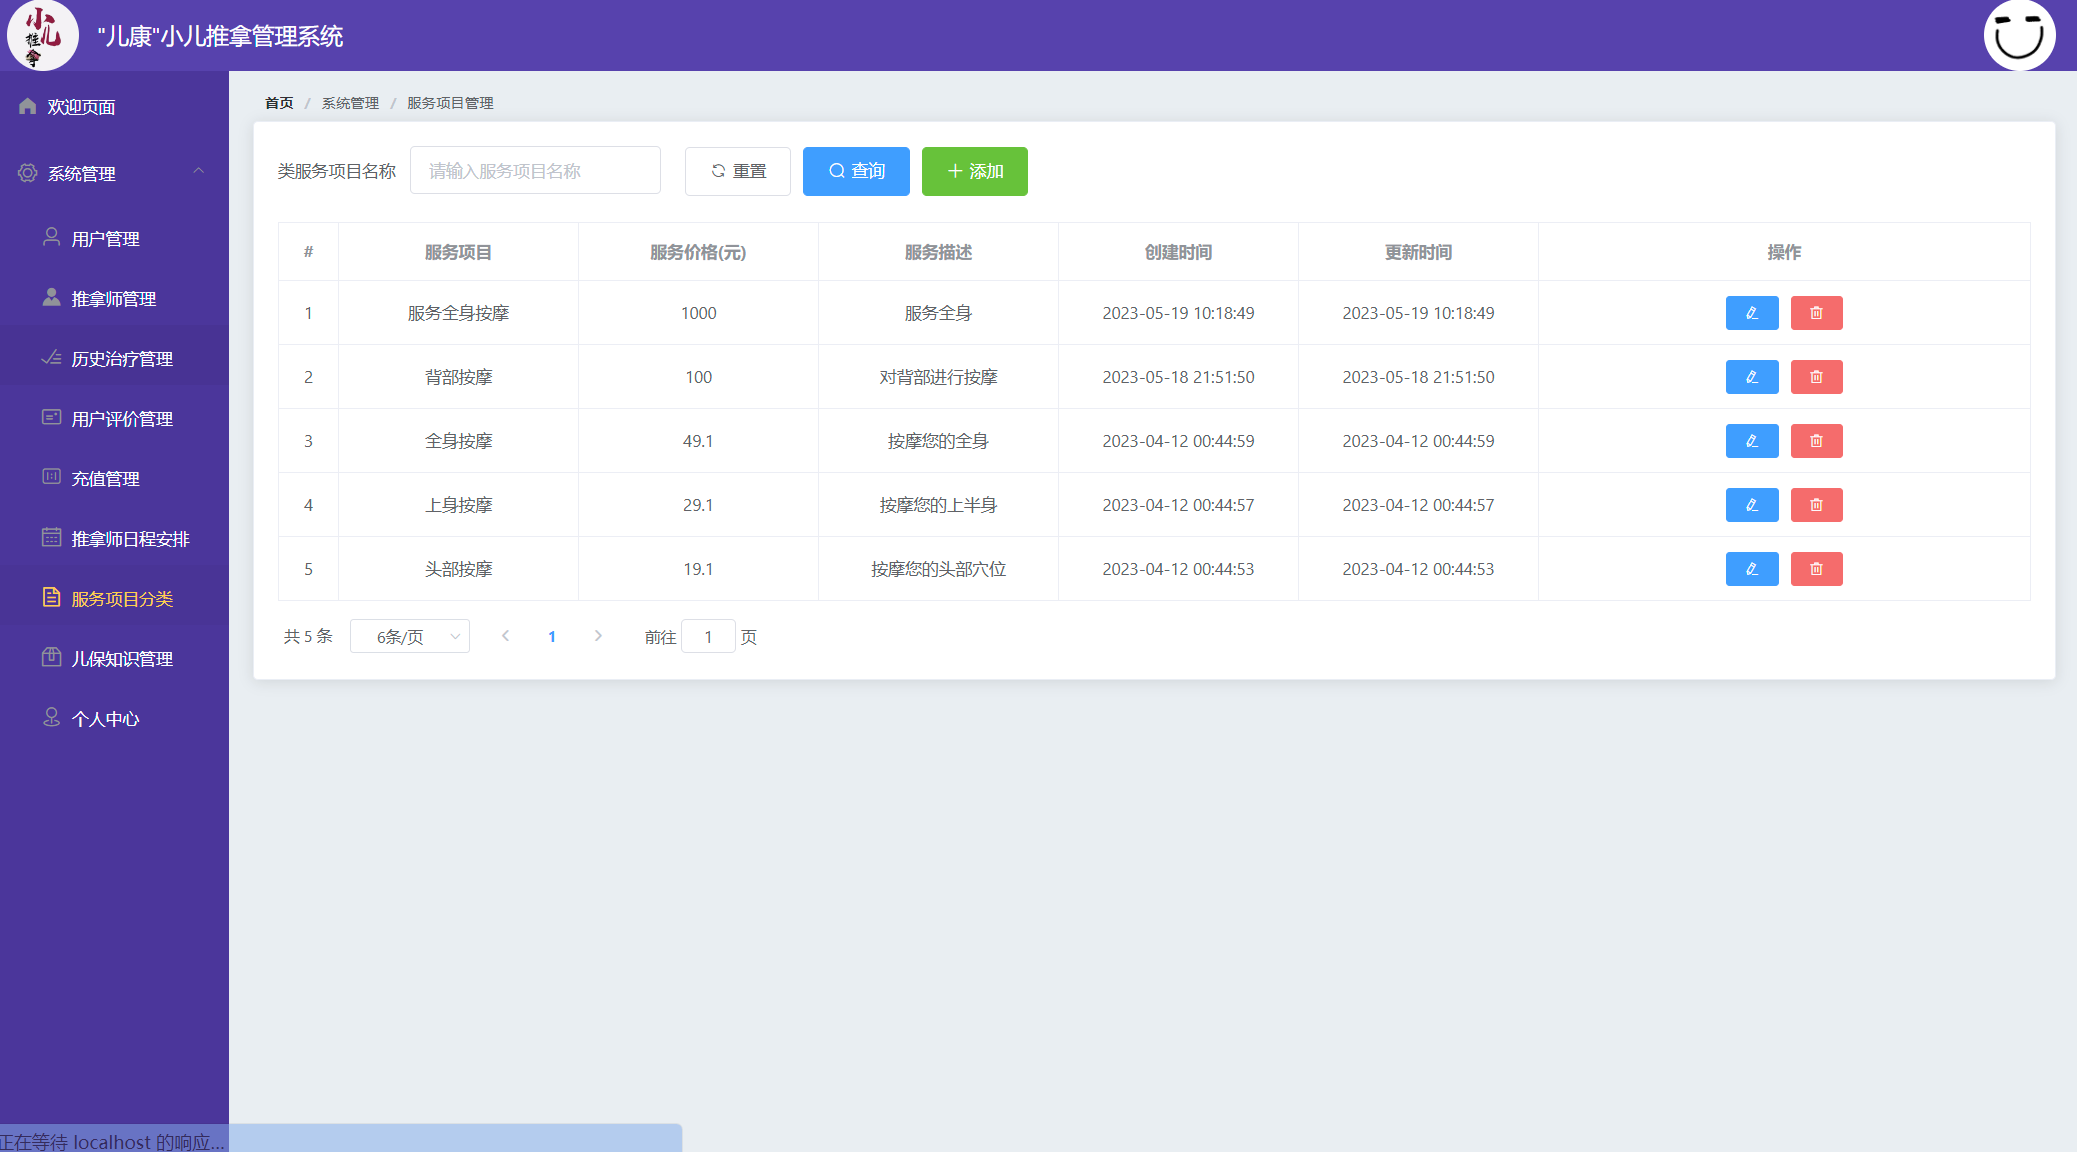 小儿推拿
"儿康"小儿推拿管理系统
欢迎页面
系统管理
用户管理
推拿师管理
历史治疗管理
用户评价管理
充值管理
推拿师日程安排
服务项目分类
儿保知识管理
个人中心
首页 / 系统管理 / 服务项目管理
类服务项目名称 请输入服务项目名称 重置 查询 添加
# 服务项目 服务价格(元) 服务描述 创建时间 更新时间 操作
1 服务全身按摩 1000 服务全身 2023-05-19 10:18:49 2023-05-19 10:18:49
2 背部按摩 100 对背部进行按摩 2023-05-18 21:51:50 2023-05-18 21:51:50
3 全身按摩 49.1 按摩您的全身 2023-04-12 00:44:59 2023-04-12 00:44:59
4 上身按摩 29.1 按摩您的上半身 2023-04-12 00:44:57 2023-04-12 00:44:57
5 头部按摩 19.1 按摩您的头部穴位 2023-04-12 00:44:53 2023-04-12 00:44:53
共 5 条 6条/页 1 前往 1 页
正在等待 localhost 的响应...